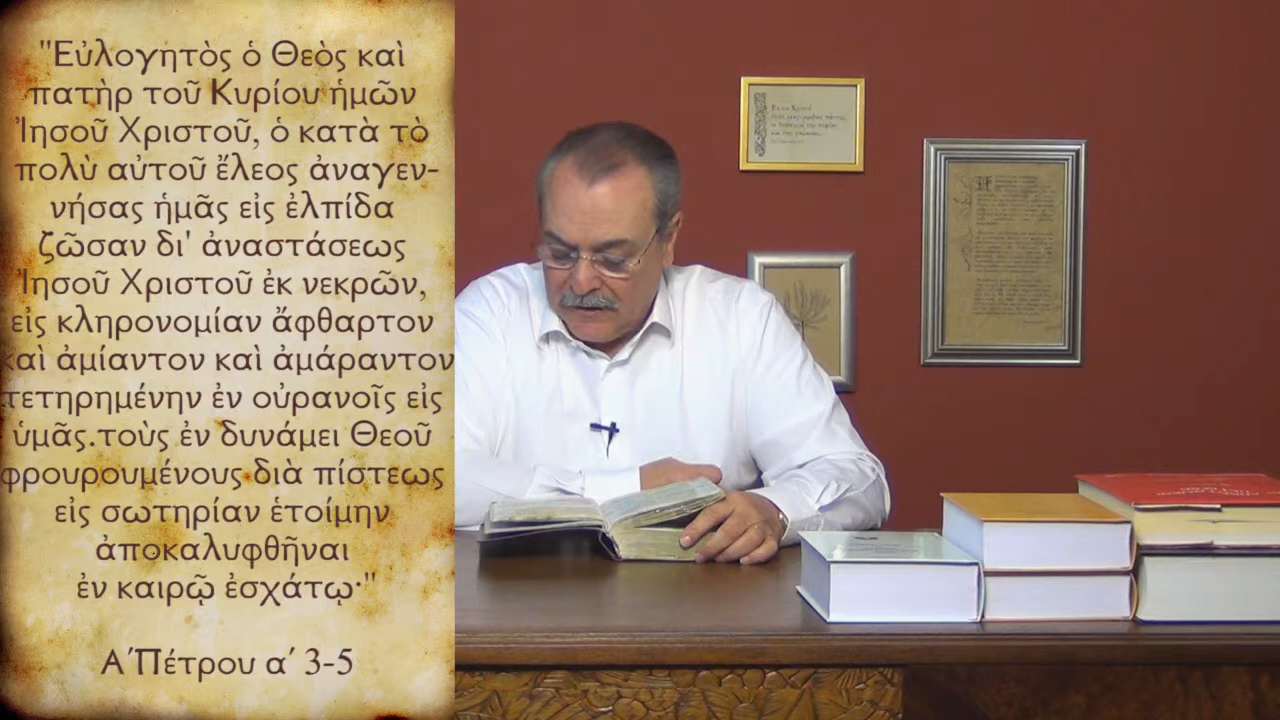 "Εὐλογητὸς ὁ Θεὸς καὶ
πατὴρ τοῦ Κυρίου ἡμῶν
Ἰησοῦ Χριστοῦ, ὁ κατὰ τὸ
πολὺ αὐτοῦ ἔλεος ἀναγεν-
νήσας ἡμᾶς εἰς ἐλπίδα
ζῶσαν δι' ἀναστάσεως
Ἰησοῦ Χριστοῦ ἐκ νεκρῶν,
εἰς κληρονομίαν ἄφθαρτον
καὶ ἀμίαντον καὶ ἀμάραντον
τετηρημένην ἐν οὐρανοῖς εἰς
ὑμᾶς.τοὺς ἐν δυνάμει Θεοῦ
φρουρουμένους διὰ πίστεως
εἰς σωτηρίαν ἑτοίμην
ἀποκαλυφθῆναι
ἐν καιρῷ ἐσχάτῳ·"
Α΄Πέτρου α΄ 3-5